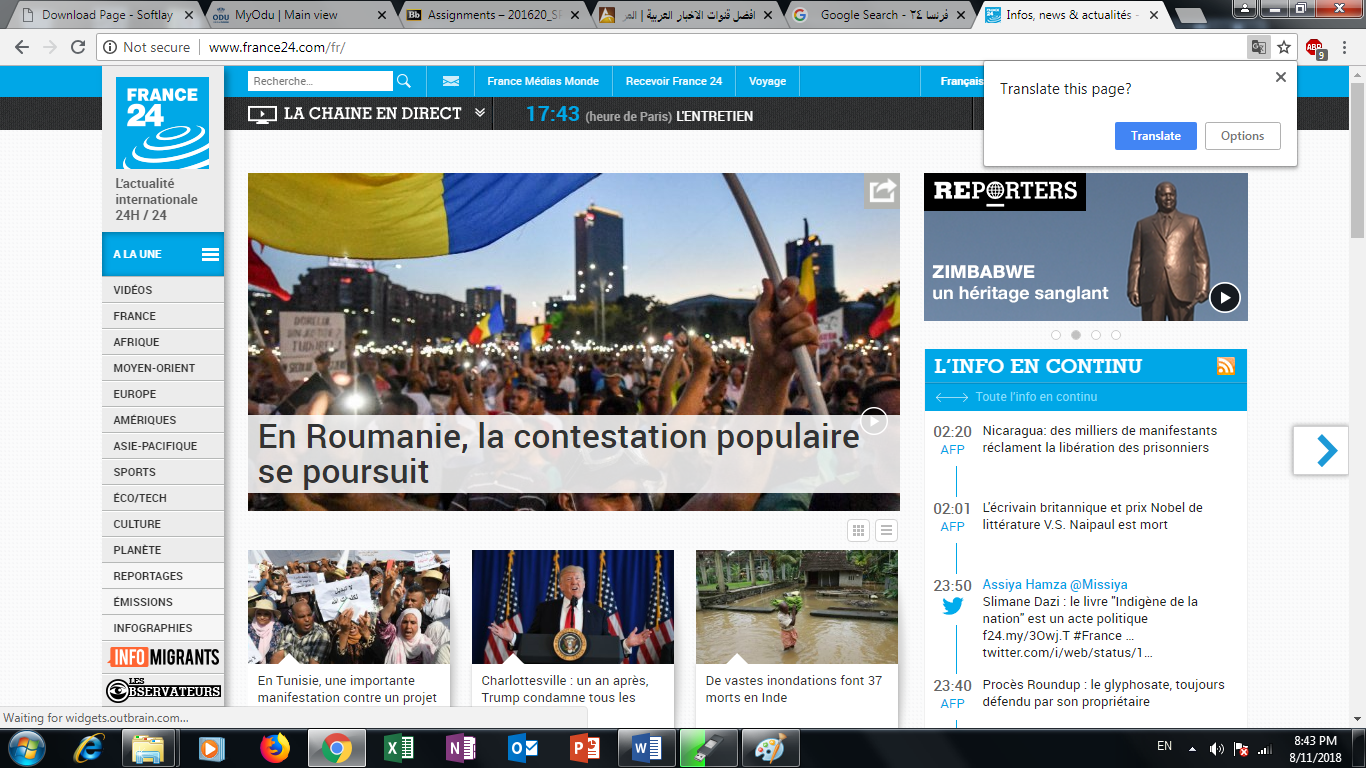 Download Page - Softlay
MyOdu | Main view
Assignments – 201620_SP
افضل قنوات الاخبار العربية | المر
فرنسا ٢٤ - Google Search
Infos, news & actualités -
Not secure
www.france24.com/fr/
ABP
9
Translate this page?
Translate
Options
Recherche...
France Médias Monde
Recevoir France 24
Voyage
Français
LA CHAINE EN DIRECT
17:43 (heure de Paris) L'ENTRETIEN
FRANCE
24
L'actualité
internationale
24H / 24
A LA UNE
VIDÉOS
FRANCE
AFRIQUE
MOYEN-ORIENT
EUROPE
AMÉRIQUES
ASIE-PACIFIQUE
SPORTS
ÉCO/TECH
CULTURE
PLANÈTE
REPORTAGES
ÉMISSIONS
INFOGRAPHIES
INFOMIGRANTS
LES
OBSERVATEURS
En Roumanie, la contestation populaire
se poursuit
En Tunisie, une importante
manifestation contre un projet
Charlottesville : un an après,
Trump condamne tous les
De vastes inondations font 37
morts en Inde
REPORTERS
ZIMBABWE
un héritage sanglant
L'INFO EN CONTINU
Toute l'info en continu
02:20
AFP
Nicaragua: des milliers de manifestants
réclament la libération des prisonniers
02:01
AFP
L'écrivain britannique et prix Nobel de
littérature V.S. Naipaul est mort
23:50
Assiya Hamza @Missiya
Slimane Dazi : le livre "Indigène de la
nation" est un acte politique
f24.my/3Owj.T #France ...
twitter.com/i/web/status/1...
23:40
AFP
Procès Roundup : le glyphosate, toujours
défendu par son propriétaire
Waiting for widgets.outbrain.com...
EN
8:43 PM
8/11/2018